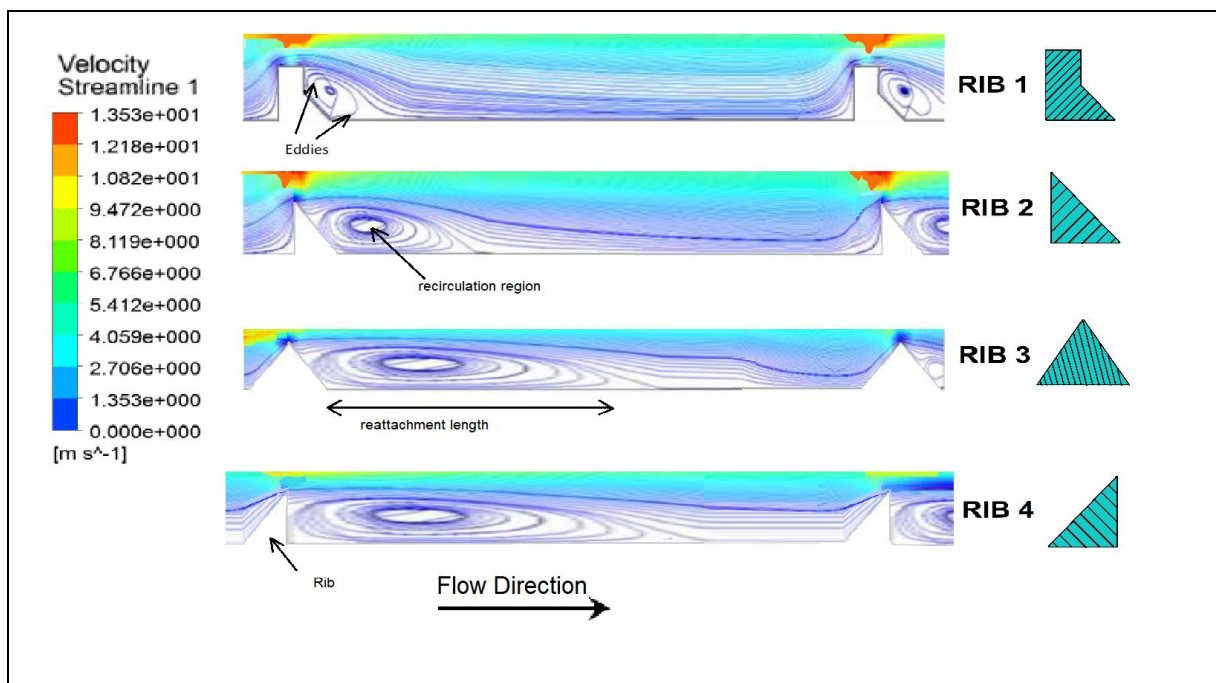 Velocity
Streamline 1
1.353e+001
1.218e+001
1.082e+001
9.472e+000
8.119e+000
6.766e+000
5.412e+000
4.059e+000
2.706e+000
1.353e+000
0.000e+000
[m s^-1]
Eddies
RIB 1
RIB 2
recirculation region
RIB 3
reattachment length
RIB 4
Rib
Flow Direction